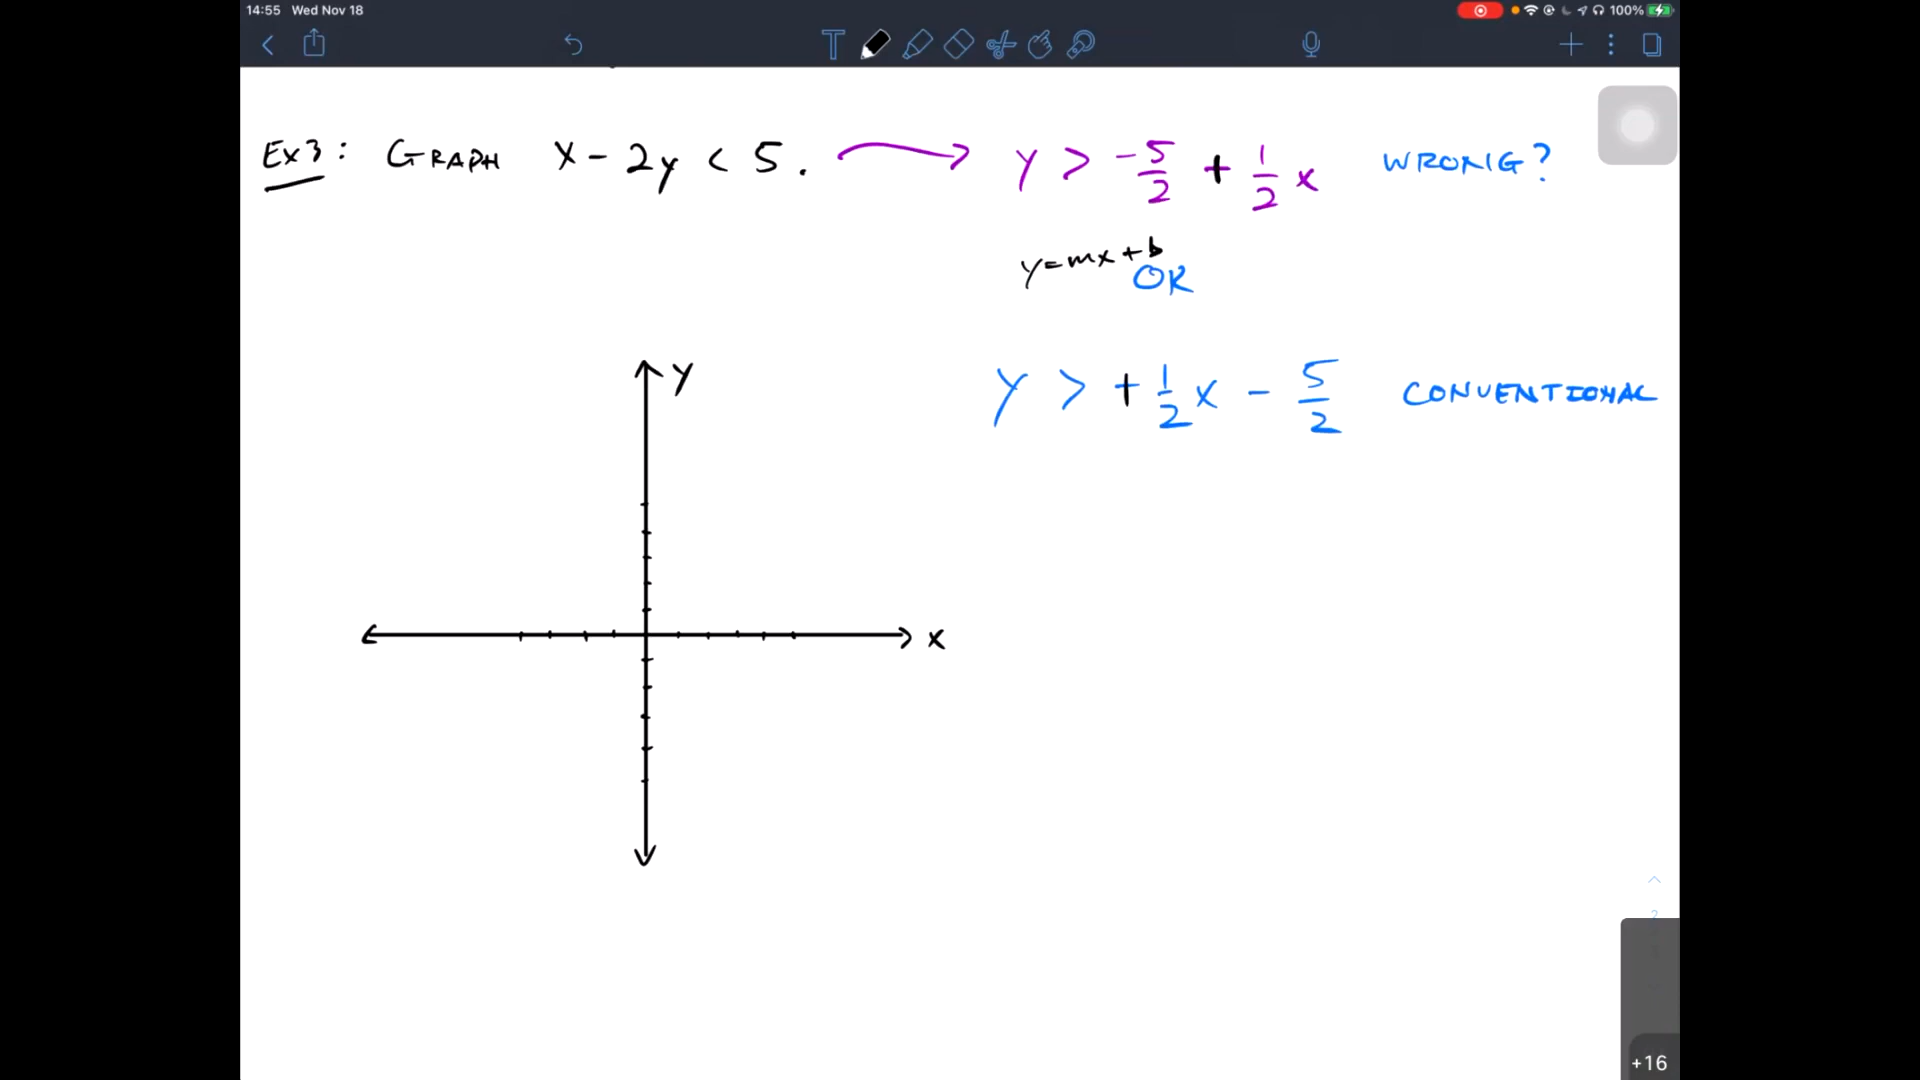 14:55 Wed Nov 18 100%
Ex3: GRAPH x - 2y < 5. → y > -5/2 + 1/2 x WRONG?
y=mx+b
OR
y > + 1/2 x - 5/2 CONVENTIONAL
y
x
2
+16